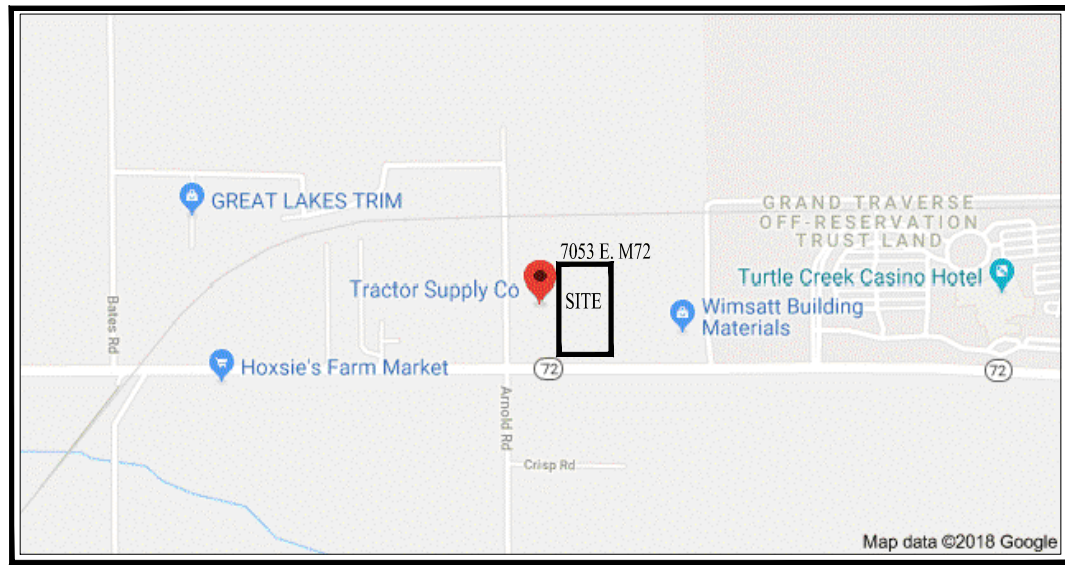 GREAT LAKES TRIM
GRAND TRAVERSE
OFF-RESERVATION
TRUST LAND
7053 E. M72
Tractor Supply Co
SITE
Turtle Creek Casino Hotel
Wimsatt Building
Materials
Bates Rd
Hoxsie's Farm Market
72
72
Arnold Rd
Crisp Rd
Map data ©2018 Google